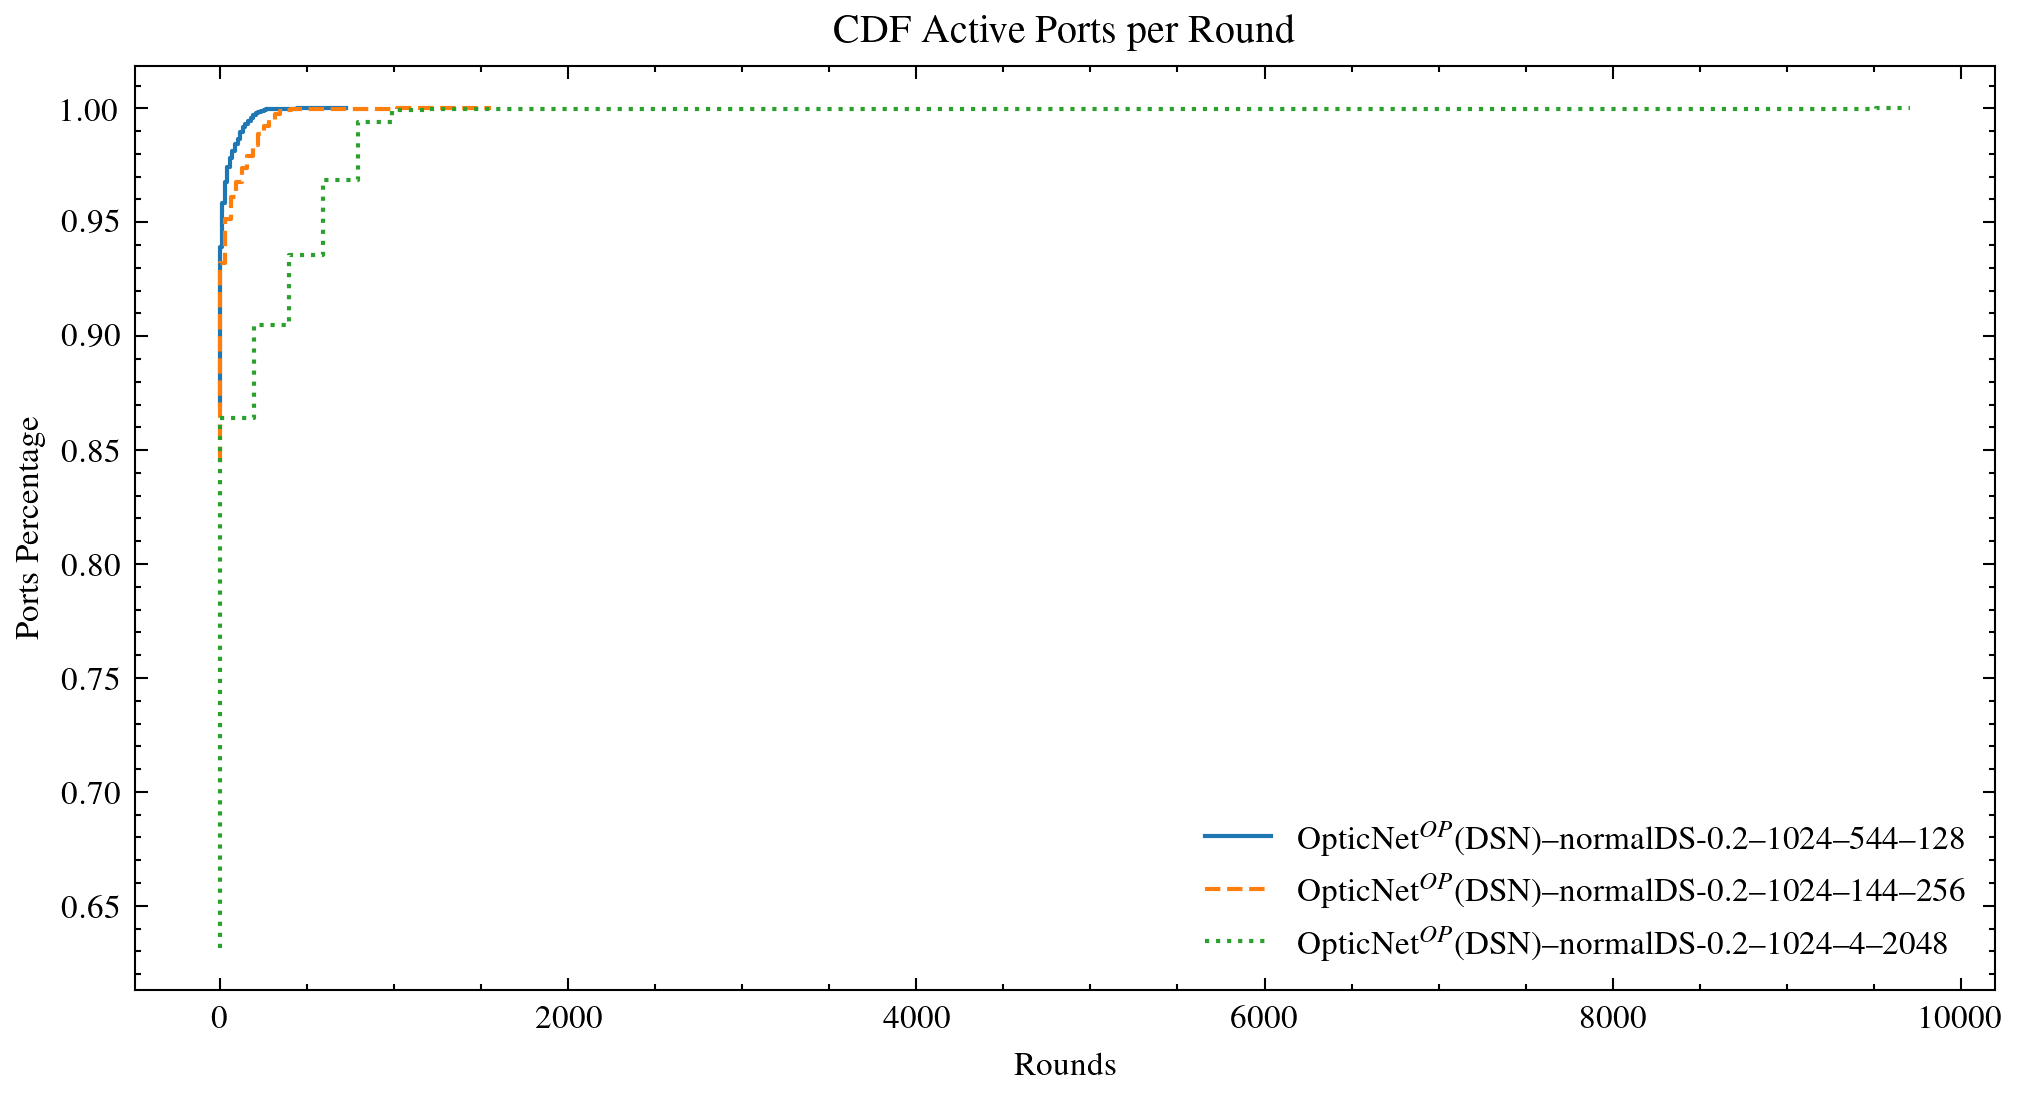 CDF Active Ports per Round
1.00
0.95
0.90
0.85
0.80
0.75
0.70
0.65
Ports Percentage
OpticNet^OP(DSN)–normalDS-0.2–1024–544–128
OpticNet^OP(DSN)–normalDS-0.2–1024–144–256
OpticNet^OP(DSN)–normalDS-0.2–1024–4–2048
0 2000 4000 6000 8000 10000
Rounds